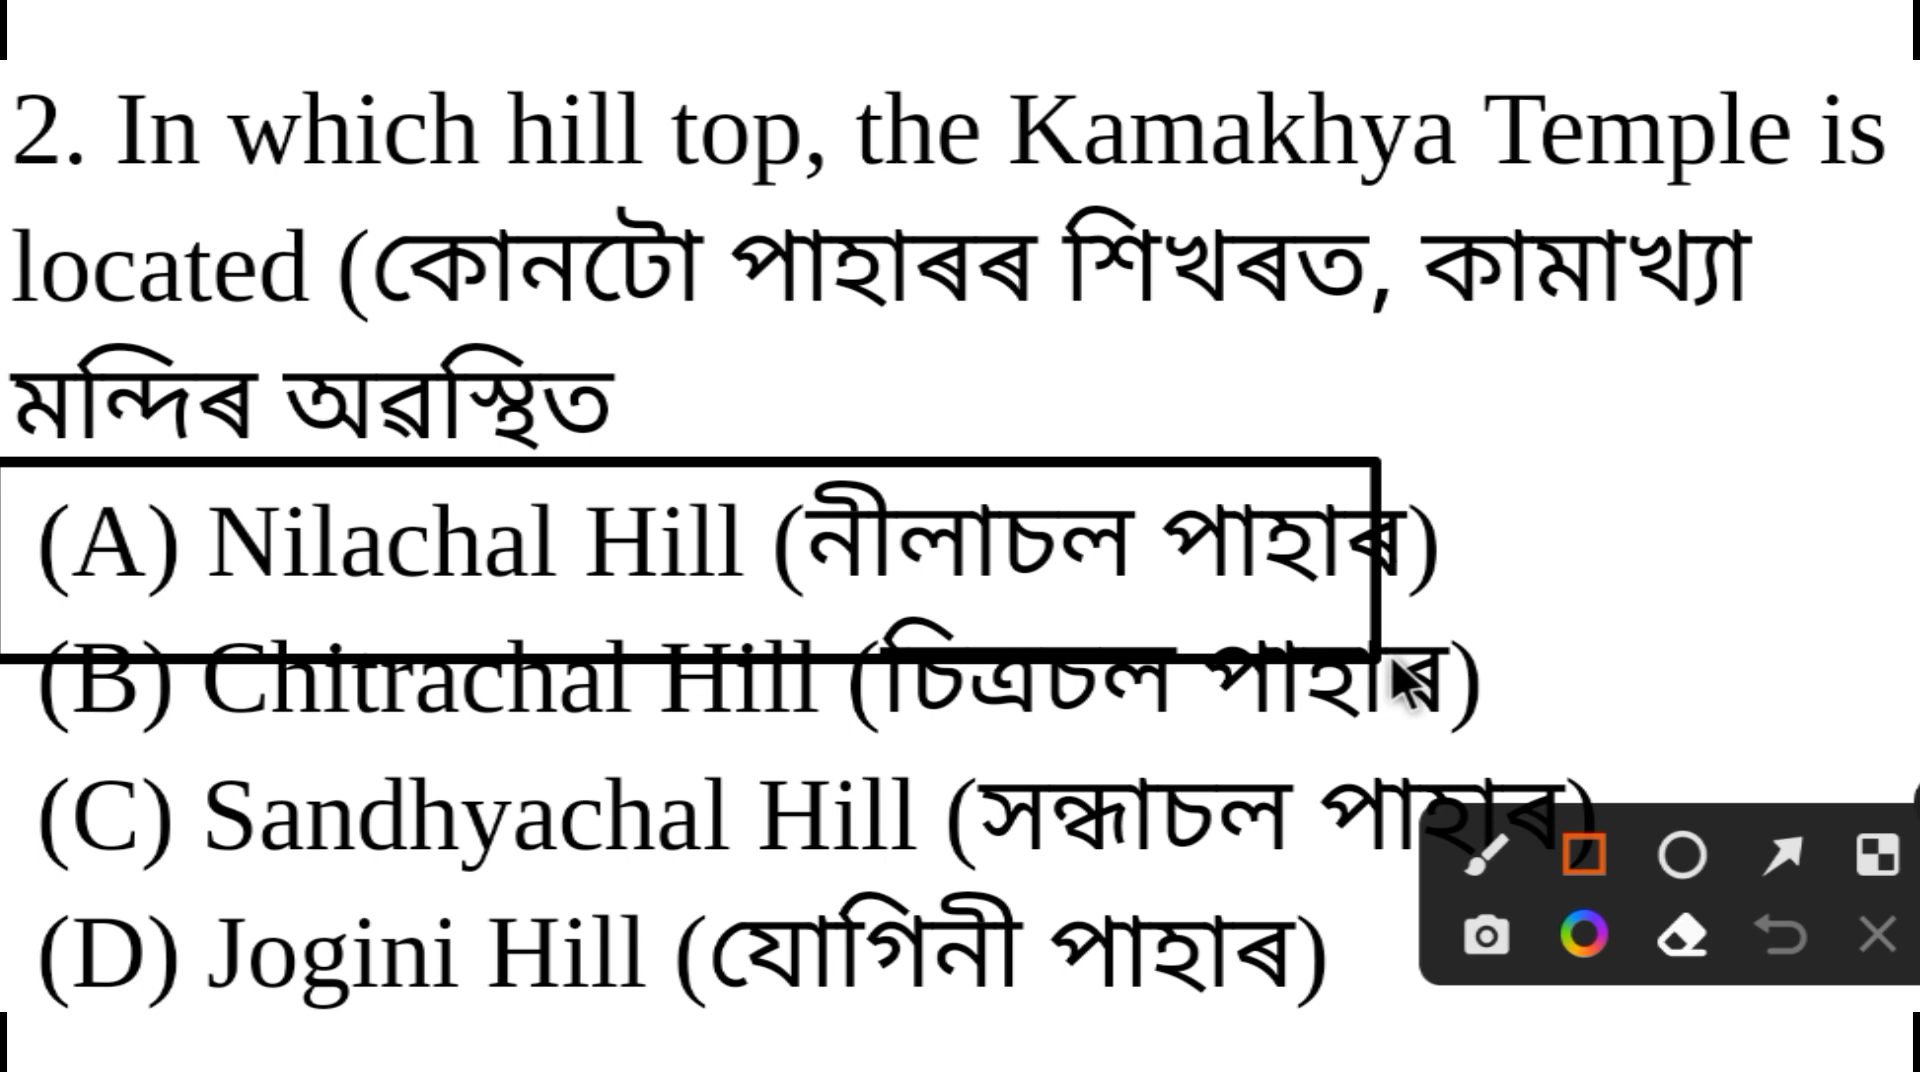 2. In which hill top, the Kamakhya Temple is
located (কোনটো পাহাৰৰ শিখৰত, কামাখ্যা
মন্দিৰ অৱস্থিত
(A) Nilachal Hill (নীলাচল পাহাৰ)
(B) Chitrachal Hill (চিত্ৰচল পাহাৰ)
(C) Sandhyachal Hill (সন্ধাচল পাহাৰ)
(D) Jogini Hill (যোগিনী পাহাৰ)